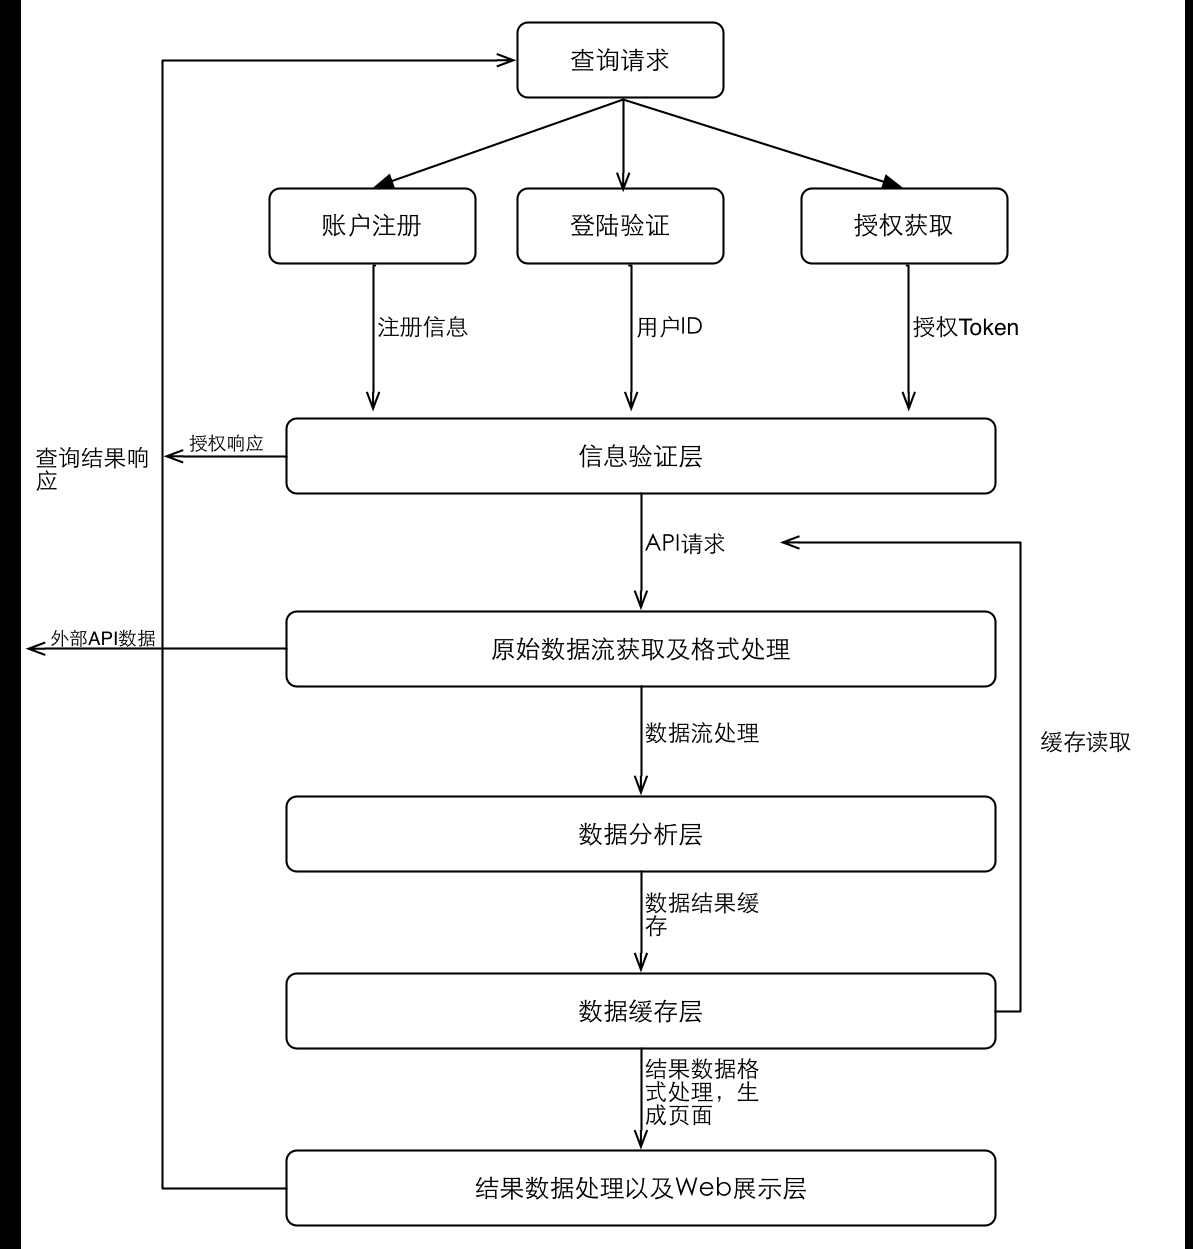 查询请求
账户注册
登陆验证
授权获取
注册信息
用户ID
授权Token
查询结果响
应
授权响应
信息验证层
API请求
外部API数据
原始数据流获取及格式处理
数据流处理
缓存读取
数据分析层
数据结果缓
存
数据缓存层
结果数据格
式处理，生
成页面
结果数据处理以及Web展示层